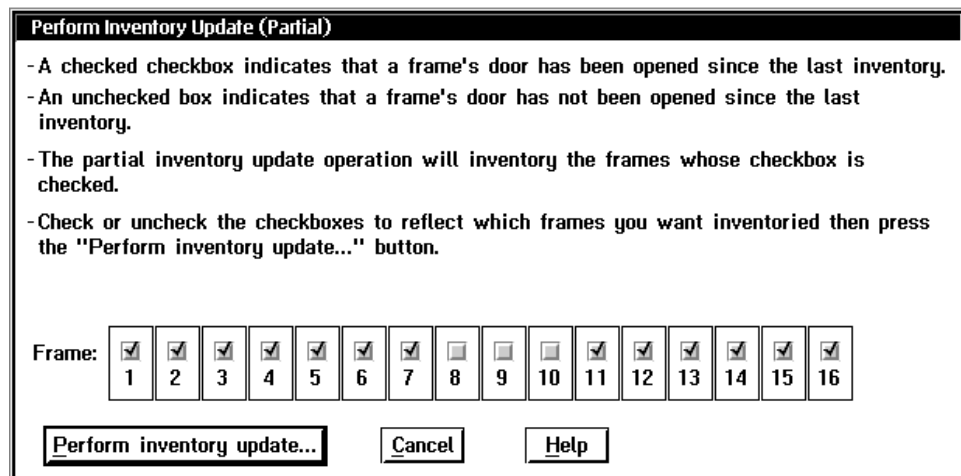 Perform Inventory Update (Partial)
- A checked checkbox indicates that a frame's door has been opened since the last inventory.
- An unchecked box indicates that a frame's door has not been opened since the last
inventory.
- The partial inventory update operation will inventory the frames whose checkbox is
checked.
- Check or uncheck the checkboxes to reflect which frames you want inventoried then press
the "Perform inventory update..." button.
Frame:
1 2 3 4 5 6 7 8 9 10 11 12 13 14 15 16
Perform inventory update... Cancel Help